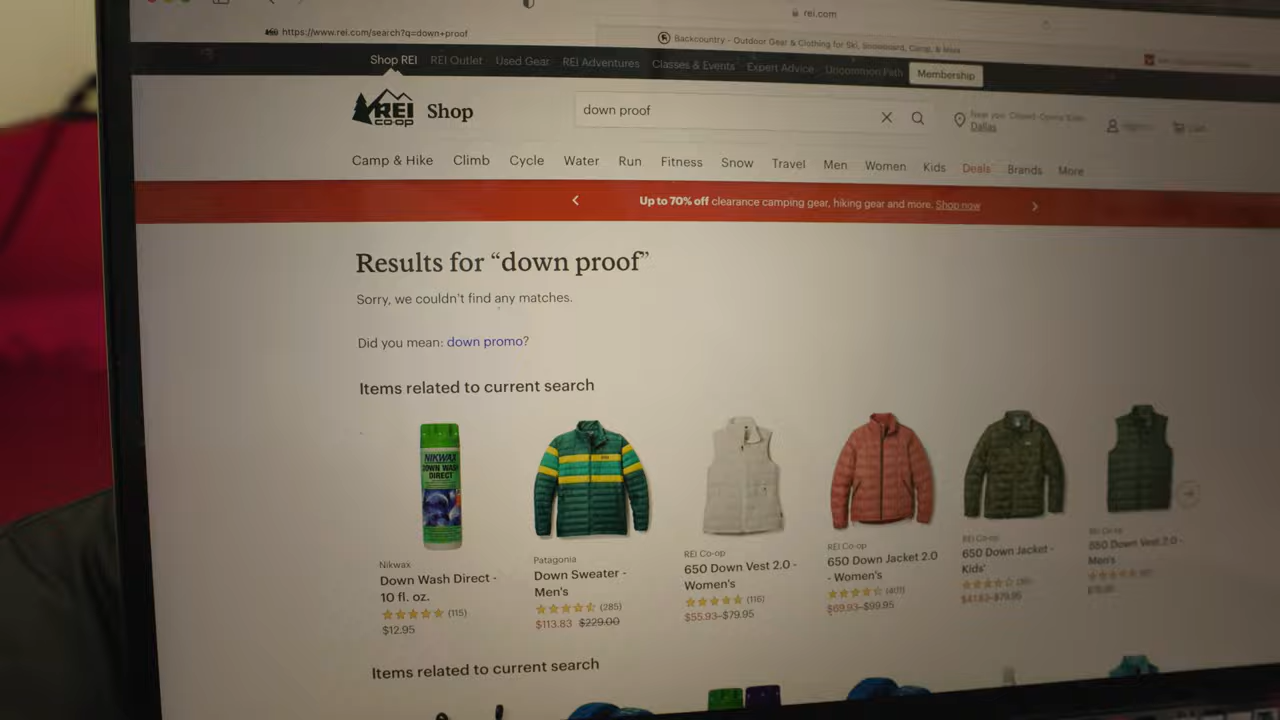 rei.com
https://www.rei.com/search?q=down+proof
Backcountry - Outdoor Gear & Clothing for Ski, Snowboard, Camp, & More
Shop REI REI Outlet Used Gear REI Adventures Classes & Events Expert Advice Uncommon Path Membership
REI CO-OP Shop
down proof
Dallas
Camp & Hike Climb Cycle Water Run Fitness Snow Travel Men Women Kids Deals Brands More
Up to 70% off clearance camping gear, hiking gear and more. Shop now
Results for “down proof”
Sorry, we couldn't find any matches.
Did you mean: down promo?
Items related to current search
NIKWAX
DOWN WASH
DIRECT
Nikwax
Down Wash Direct -
10 fl. oz.
(115)
$12.95
Patagonia
Down Sweater -
Men's
(285)
$113.83 $229.00
REI Co-op
650 Down Vest 2.0 -
Women's
(116)
$55.93–$79.95
REI Co-op
650 Down Jacket 2.0
- Women's
(407)
$69.93–$99.95
REI Co-op
650 Down Jacket -
Kids'
$47.83–$79.95
REI Co-op
650 Down Vest 2.0 -
Men's
Items related to current search